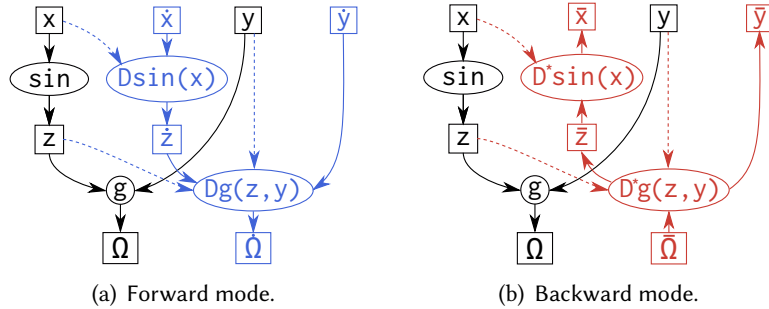 x ẋ y ẏ
sin Dsin(x)
z ż
g Dg(z,y)
Ω Ω̇
(a) Forward mode.
x x̄ y ȳ
sin D*sin(x)
z z̄
g D*g(z,y)
Ω Ω̄
(b) Backward mode.